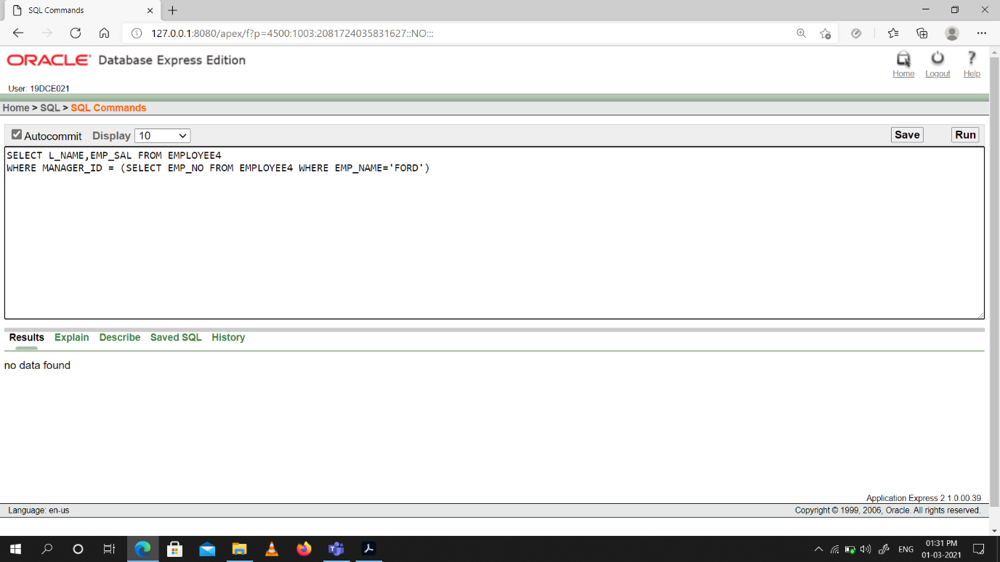 SQL Commands
127.0.0.1:8080/apex/f?p=4500:1003:2081724035831627::NO:::
ORACLE Database Express Edition
Home Logout Help
User: 19DCE021
Home > SQL > SQL Commands
Autocommit Display 10 Save Run
SELECT L_NAME,EMP_SAL FROM EMPLOYEE4
WHERE MANAGER_ID = (SELECT EMP_NO FROM EMPLOYEE4 WHERE EMP_NAME='FORD')
Results Explain Describe Saved SQL History
no data found
Application Express 2.1.0.00.39
Language: en-us Copyright © 1999, 2006, Oracle. All rights reserved.
ENG 01:31 PM
01-03-2021